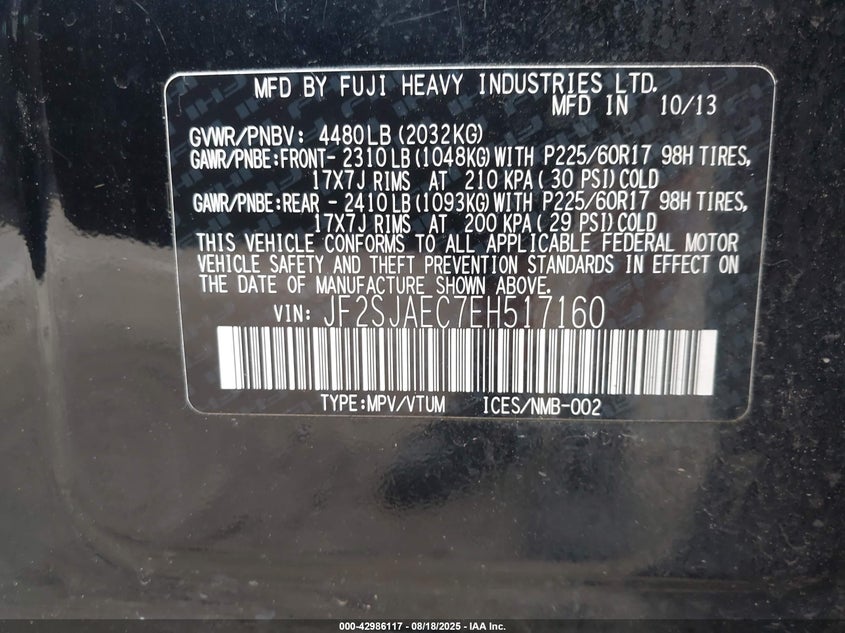 MFD BY FUJI HEAVY INDUSTRIES LTD.
MFD IN 10/13
GVWR/PNBV: 4480LB (2032KG)
GAWR/PNBE:FRONT- 2310LB (1048KG) WITH P225/60R17 98H TIRES,
17X7J RIMS AT 210 KPA( 30 PSI) COLD
GAWR/PNBE:REAR - 2410LB (1093KG) WITH P225/60R17 98H TIRES,
17X7J RIMS AT 200 KPA( 29 PSI) COLD
THIS VEHICLE CONFORMS TO ALL APPLICABLE FEDERAL MOTOR
VEHICLE SAFETY AND THEFT PREVENTION STANDARDS IN EFFECT ON
THE DATE OF MANUFACTURE SHOWN ABOVE.
VIN: JF2SJAEC7EH517160
TYPE:MPV/VTUM ICES/NMB-002
000-42986117 - 08/18/2025 - IAA Inc.